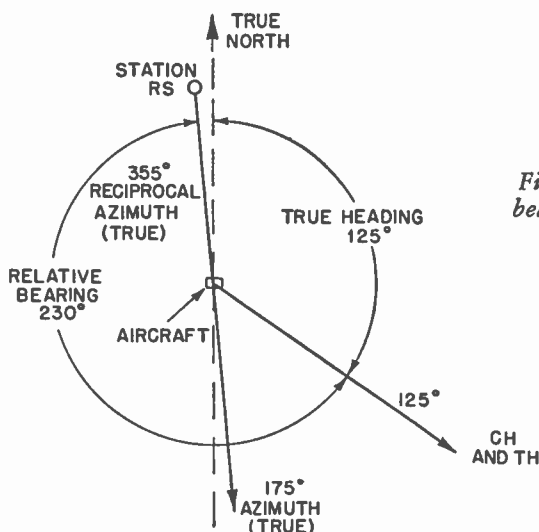 TRUE
NORTH
STATION
RS
355°
RECIPROCAL
AZIMUTH
(TRUE)
TRUE HEADING
125°
RELATIVE
BEARING
230°
AIRCRAFT
125°
CH
AND TH
175°
AZIMUTH
(TRUE)